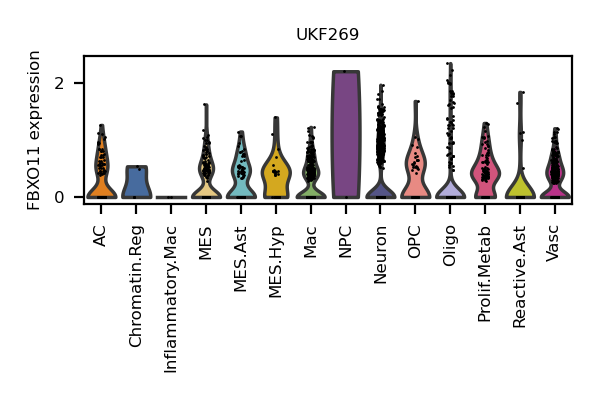 UKF269
FBXO11 expression
2
0
AC
Chromatin.Reg
Inflammatory.Mac
MES
MES.Ast
MES.Hyp
Mac
NPC
Neuron
OPC
Oligo
Prolif.Metab
Reactive.Ast
Vasc